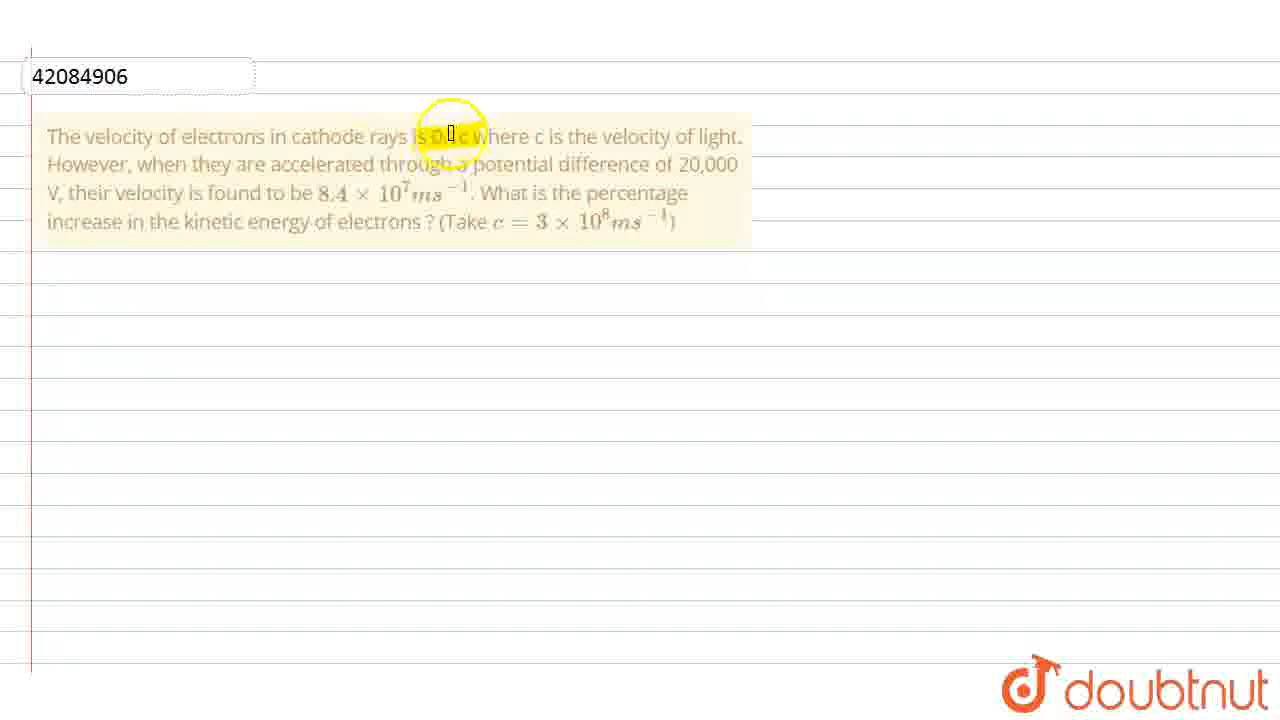 42084906
The velocity of electrons in cathode rays is where c is the velocity of light.
However, when they are accelerated through a potential difference of 20,000
V, their velocity is found to be 8.4 × 10⁷ms⁻¹. What is the percentage
increase in the kinetic energy of electrons ? (Take c = 3 × 10⁸ms⁻¹)
doubtnut